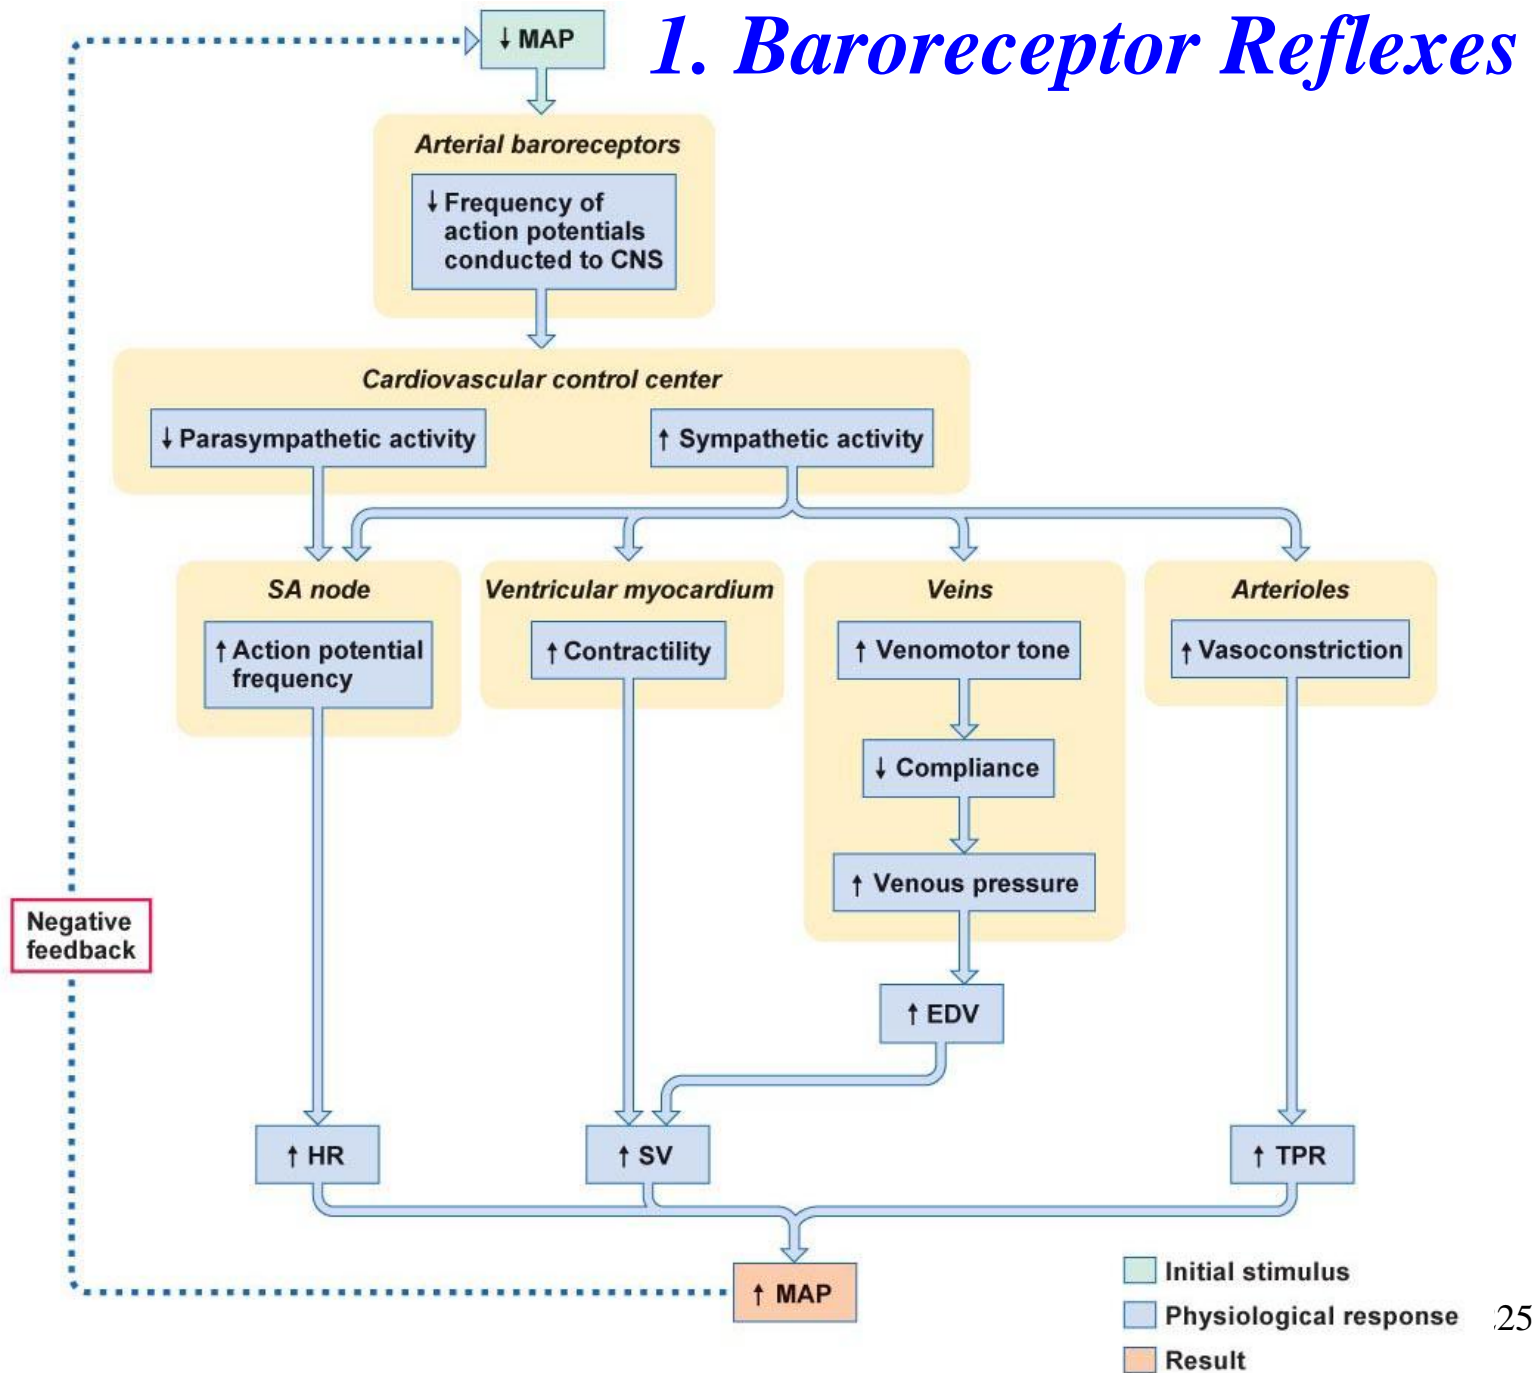 1. Baroreceptor Reflexes
↓ MAP
Arterial baroreceptors
↓ Frequency of
action potentials
conducted to CNS
Cardiovascular control center
↓ Parasympathetic activity
↑ Sympathetic activity
SA node
↑ Action potential
frequency
Ventricular myocardium
↑ Contractility
Veins
↑ Venomotor tone
↓ Compliance
↑ Venous pressure
Arterioles
↑ Vasoconstriction
Negative
feedback
↑ EDV
↑ HR
↑ SV
↑ TPR
↑ MAP
Initial stimulus
Physiological response
Result
25